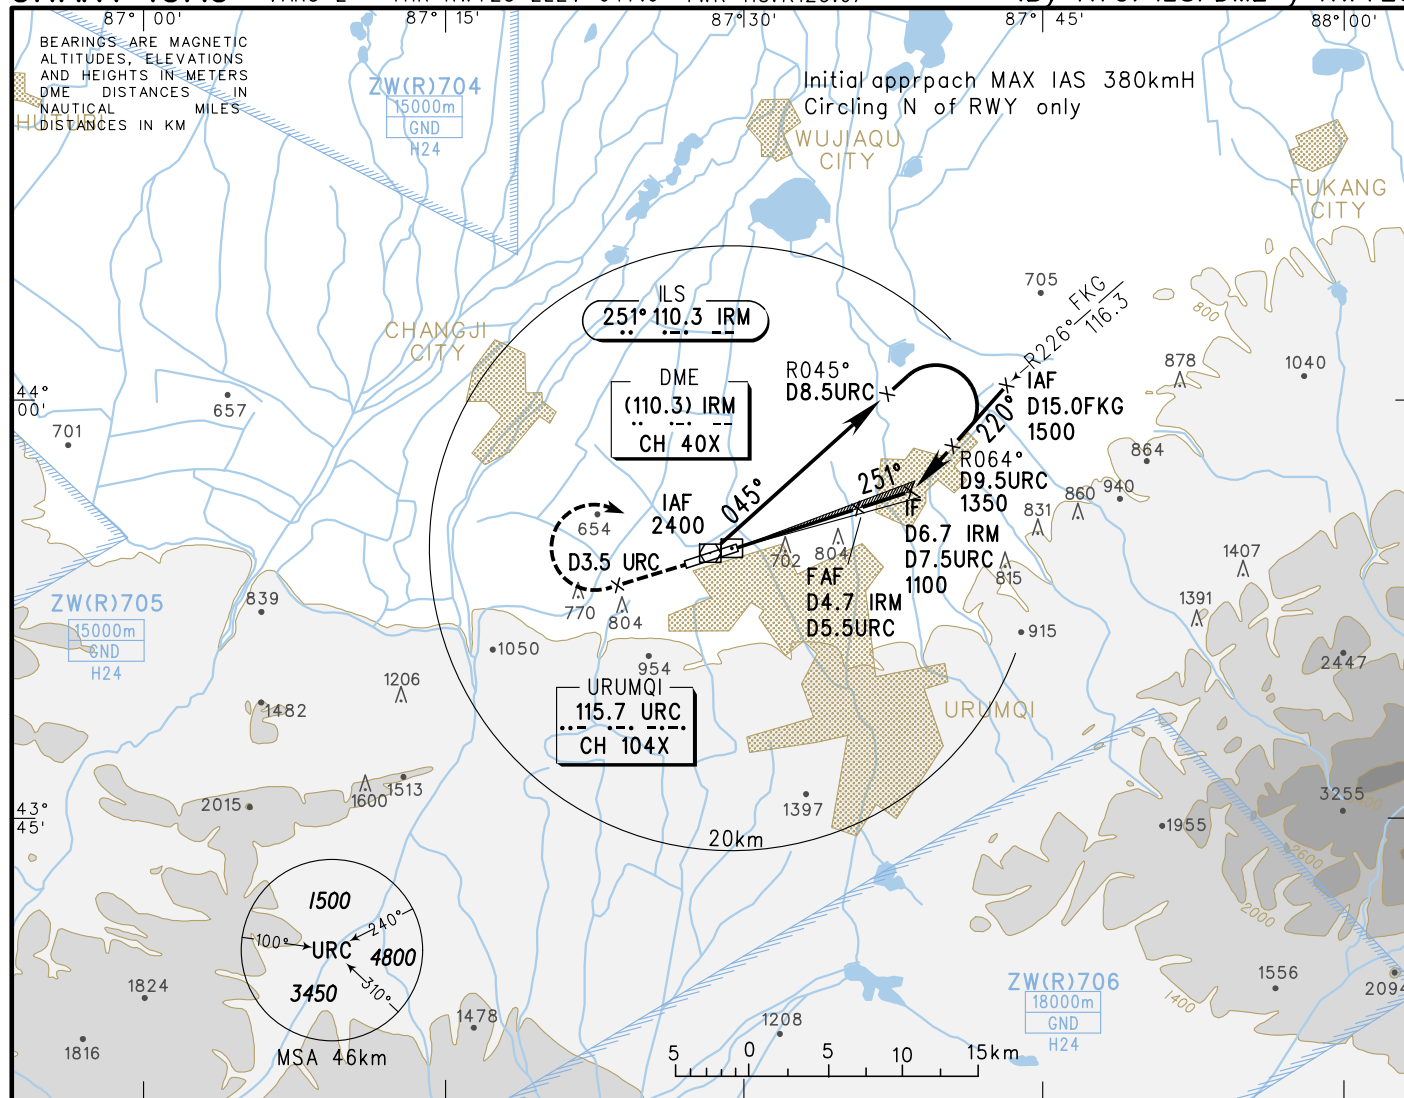 87° 00'
87° 15'
87° 30'
87° 45'
88° 00'
BEARINGS ARE MAGNETIC
ALTITUDES, ELEVATIONS
AND HEIGHTS IN METERS
DME DISTANCES IN
NAUTICAL MILES
DISTANCES IN KM
HUTUBI
ZW(R)704
15000m
GND
H24
Initial apprpach MAX IAS 380kmH
Circling N of RWY only
WUJIAQU
CITY
FUKANG
CITY
ILS
251° 110.3 IRM
CHANGJI
CITY
DME
(110.3) IRM
CH 40X
R045°
D8.5URC
705
R226° FKG
116.3
800
878
1040
IAF
D15.0FKG
1500
220°
44°
00'
657
701
R064°
D9.5URC
1350
864
940
860
831
251°
045°
IAF
2400
654
D3.5 URC
IF
D6.7 IRM
D7.5URC
1100
702
804
815
1407
1391
FAF
D4.7 IRM
D5.5URC
770
804
ZW(R)705
15000m
GND
H24
839
915
1050
954
2447
1206
1482
URUMQI
115.7 URC
CH 104X
URUMQI
1513
1600
2015
1397
3255
1955
43°
45'
20km
2600
2000
1400
1500
240°
100°
URC
4800
3450
310°
MSA 46km
1824
1816
1478
1208
ZW(R)706
18000m
GND
H24
1556
2094
5 0 5 10 15km